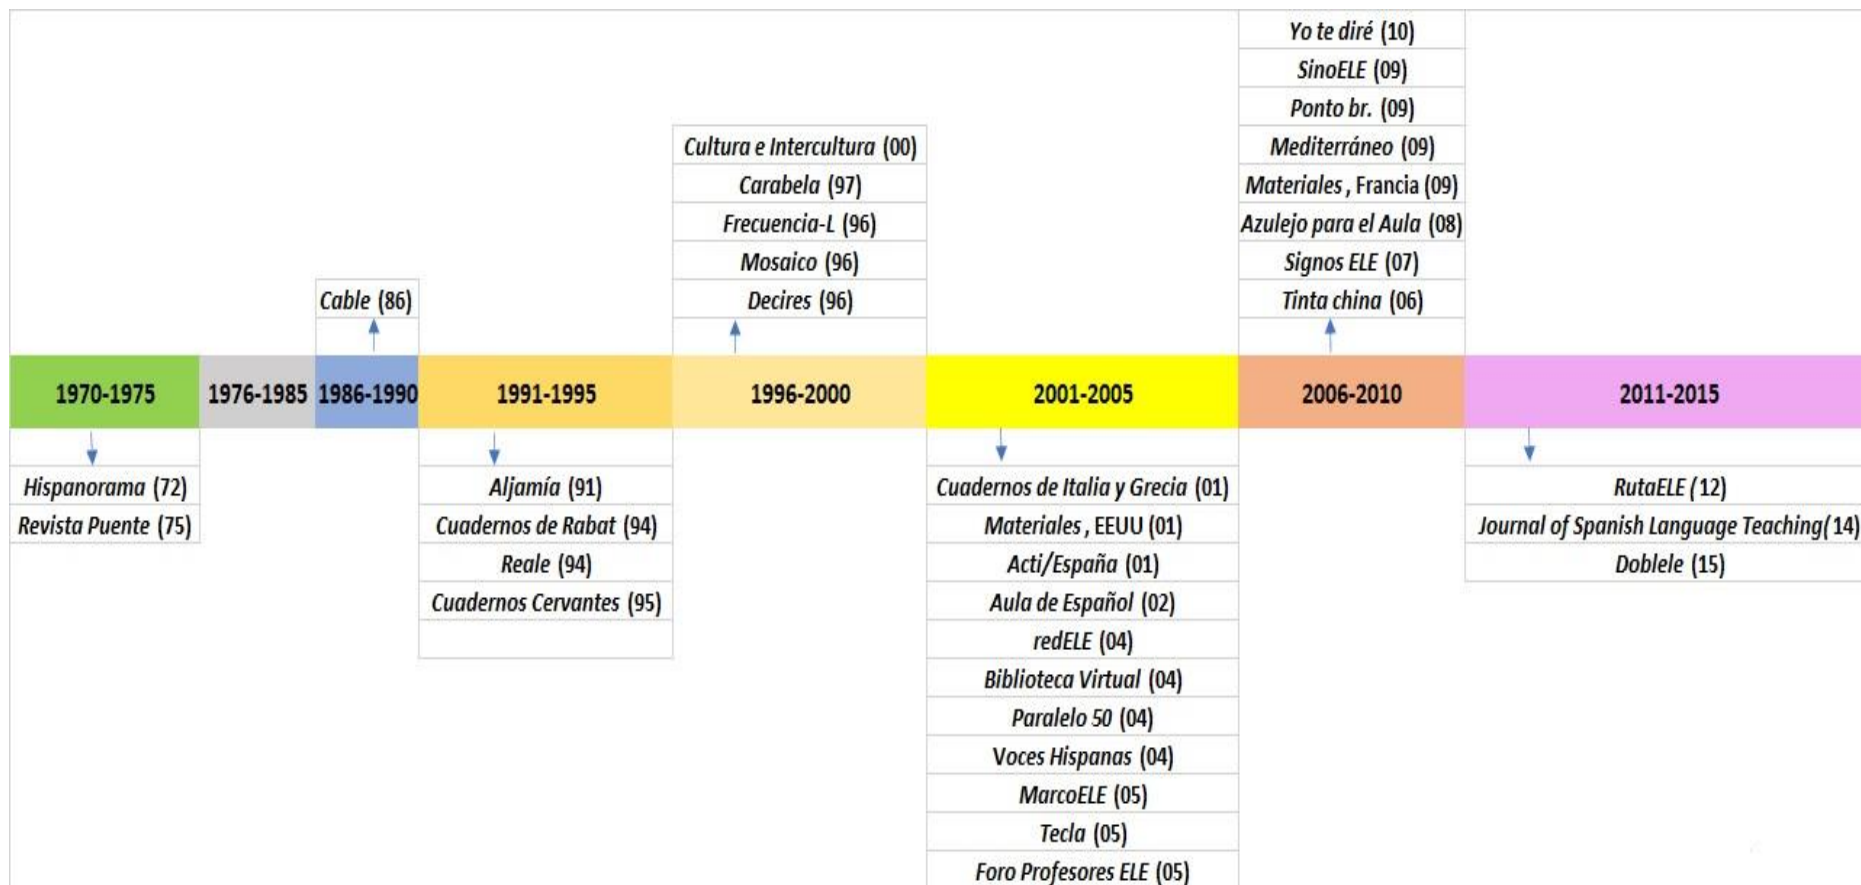 Yo te diré (10)
SinoELE (09)
Ponto br. (09)
Mediterráneo (09)
Materiales , Francia (09)
Azulejo para el Aula (08)
Signos ELE (07)
Tinta china (06)
Cultura e Intercultura (00)
Carabela (97)
Frecuencia-L (96)
Mosaico (96)
Decires (96)
Cable (86)
1970-1975
1976-1985
1986-1990
1991-1995
1996-2000
2001-2005
2006-2010
2011-2015
Hispanorama (72)
Revista Puente (75)
Aljamía (91)
Cuadernos de Rabat (94)
Reale (94)
Cuadernos Cervantes (95)
Cuadernos de Italia y Grecia (01)
Materiales , EEUU (01)
Acti/España (01)
Aula de Español (02)
redELE (04)
Biblioteca Virtual (04)
Paralelo 50 (04)
Voces Hispanas (04)
MarcoELE (05)
Tecla (05)
Foro Profesores ELE (05)
RutaELE (12)
Journal of Spanish Language Teaching(14)
Doblele (15)